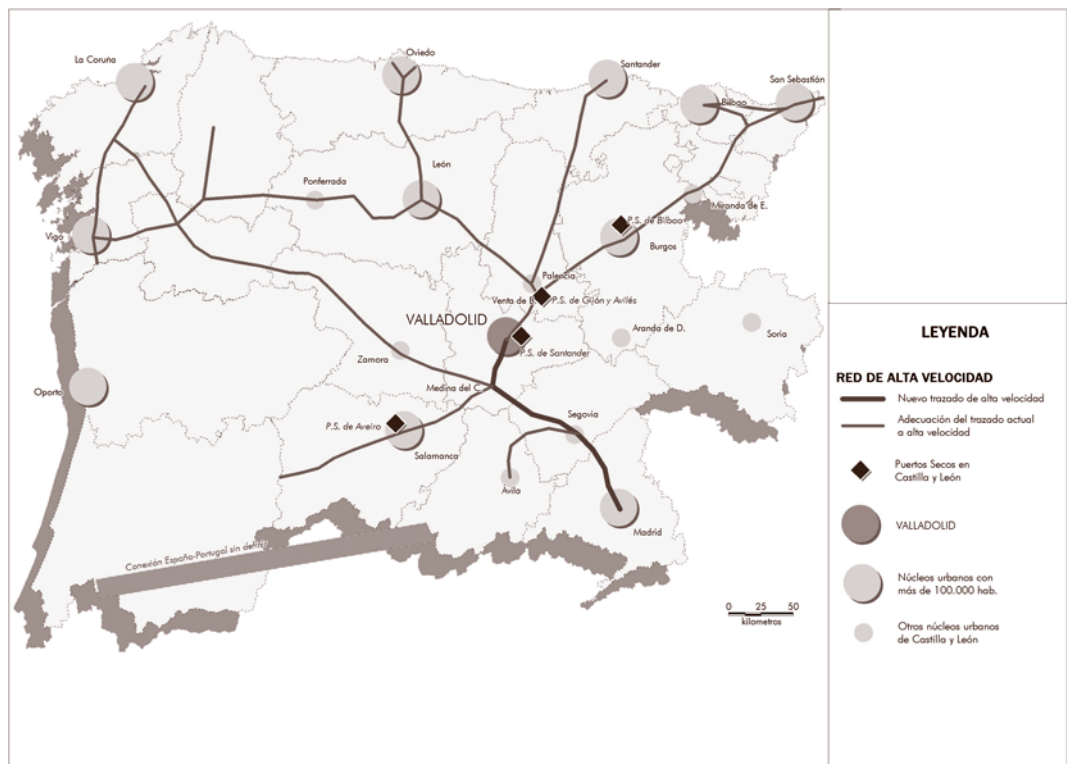 La Coruña
Oviedo
Santander
San Sebastián
Bilbao
León
Ponferrada
Miranda de E.
P.S. de Bilbao
Vigo
Burgos
Palencia
Venta de B.
P.S. de Gijón y Avilés
VALLADOLID
Aranda de D.
Soria
P.S. de Santander
Zamora
Oporto
Medina del C.
Segovia
P.S. de Aveiro
Salamanca
Ávila
Madrid
Conexión España-Portugal sin definir
0 25 50
kilometros
LEYENDA
RED DE ALTA VELOCIDAD
Nuevo trazado de alta velocidad
Adecuación del trazado actual
a alta velocidad
Puertos Secos en
Castilla y León
VALLADOLID
Núcleos urbanos con
más de 100.000 hab.
Otros núcleos urbanos
de Castilla y León